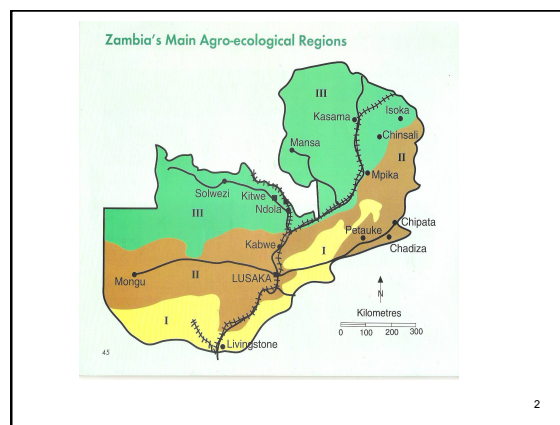 Zambia's Main Agro-ecological Regions
III
Kasama
Isoka
Mansa
Chinsali
II
Mpika
Solwezi
Kitwe
Ndola
III
Chipata
Petauke
I
Chadiza
Kabwe
Mongu
II
LUSAKA
N
Kilometres
0 100 200 300
I
Livingstone
45
2